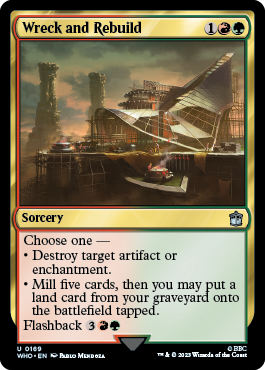 Wreck and Rebuild 1
Sorcery
Choose one —
• Destroy target artifact or
enchantment.
• Mill five cards, then you may put a
land card from your graveyard onto
the battlefield tapped.
Flashback 3
U 0169
WHO • EN Pablo Mendoza
© BBC
™ & © 2023 Wizards of the Coast